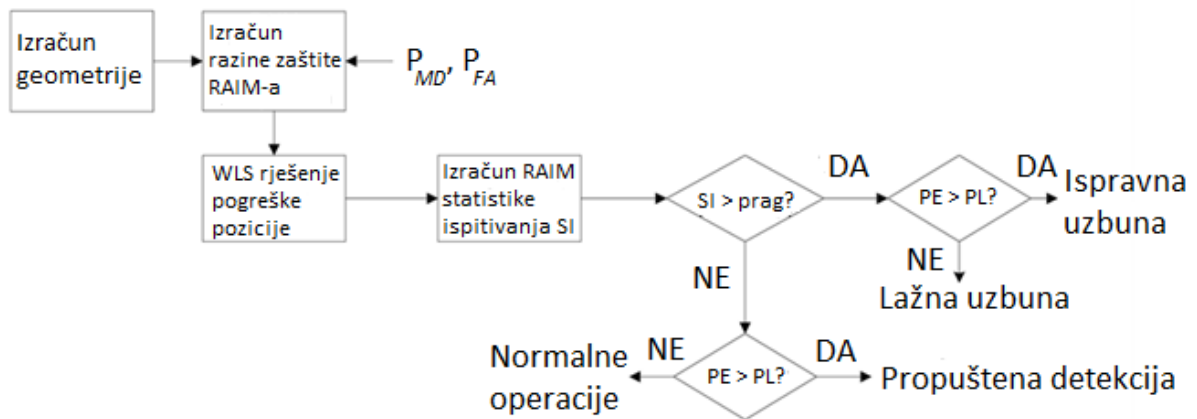 Izračun
geometrije
Izračun
razine zaštite
RAIM-a
P_MD, P_FA
WLS rješenje
pogreške
pozicije
Izračun RAIM
statistike
ispitivanja SI
SI > prag?
DA
PE > PL?
DA
Ispravna
uzbuna
NE
Lažna uzbuna
NE
Normalne
operacije
NE
PE > PL?
DA
Propuštena detekcija